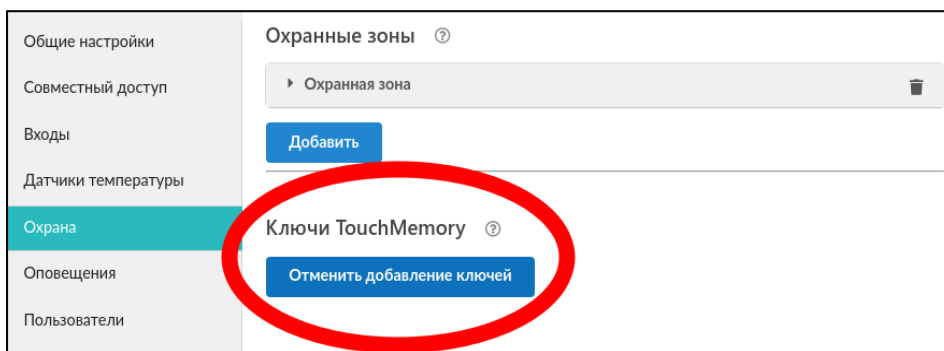 Общие настройки
Совместный доступ
Входы
Датчики температуры
Охрана
Оповещения
Пользователи
Охранные зоны ?
Охранная зона
Добавить
Ключи TouchMemory ?
Отменить добавление ключей